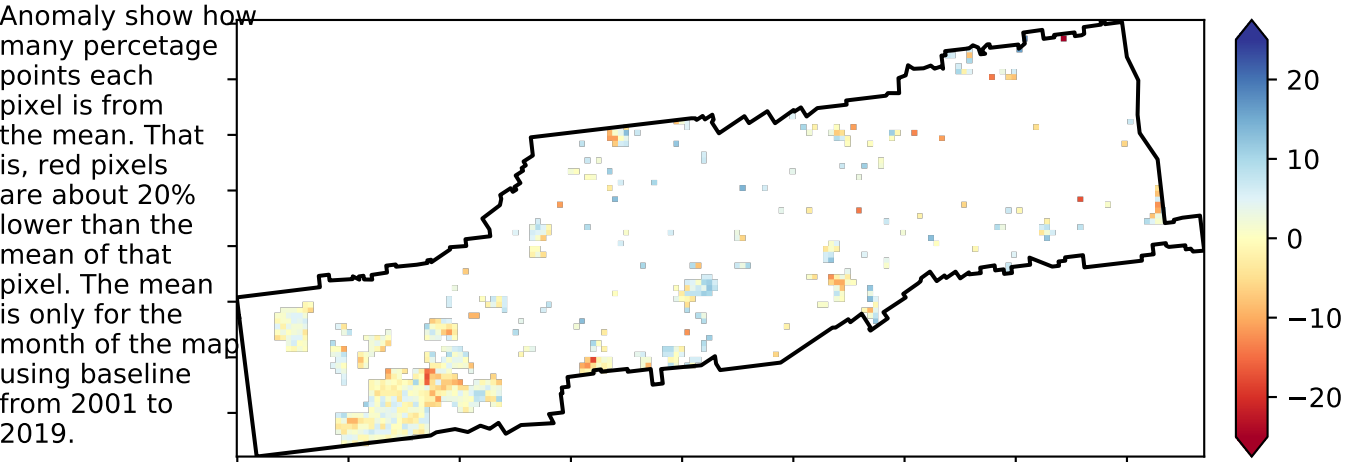 Anomaly show how
many percetage
points each
pixel is from
the mean. That
is, red pixels
are about 20%
lower than the
mean of that
pixel. The mean
is only for the
month of the map
using baseline
from 2001 to
2019.
20
10
0
−10
−20